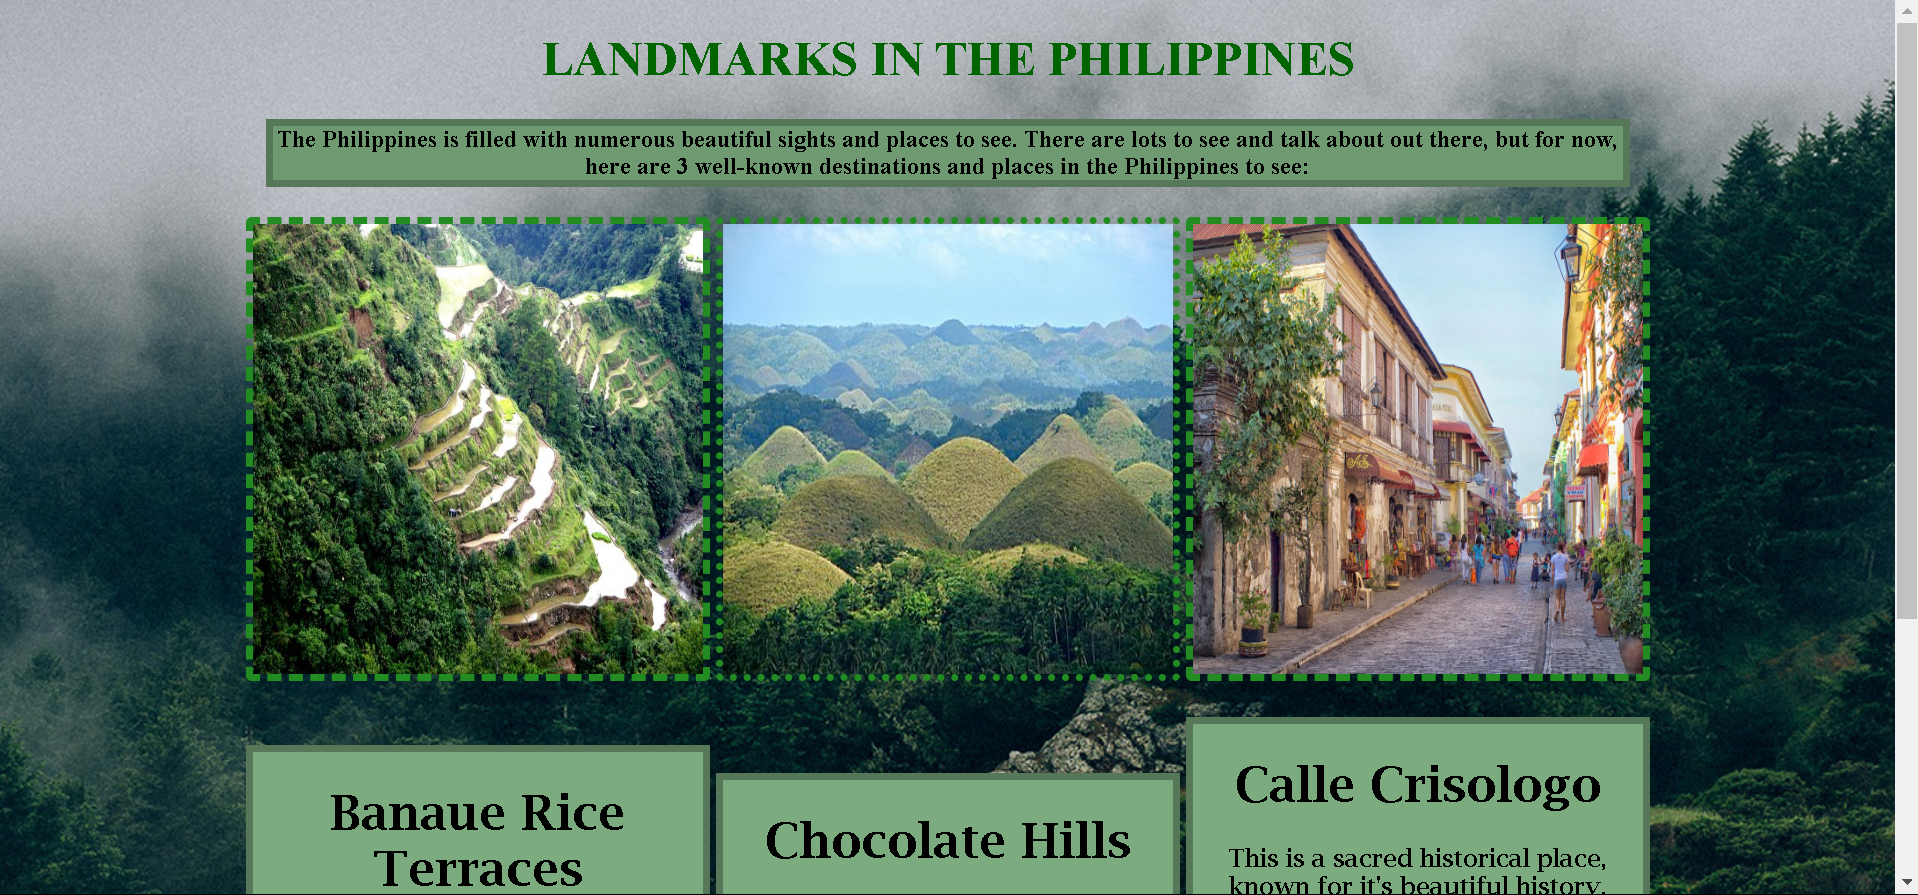 LANDMARKS IN THE PHILIPPINES
The Philippines is filled with numerous beautiful sights and places to see. There are lots to see and talk about out there, but for now,
here are 3 well-known destinations and places in the Philippines to see:
Banaue Rice
Terraces
Chocolate Hills
Calle Crisologo
This is a sacred historical place,
known for it's beautiful history.